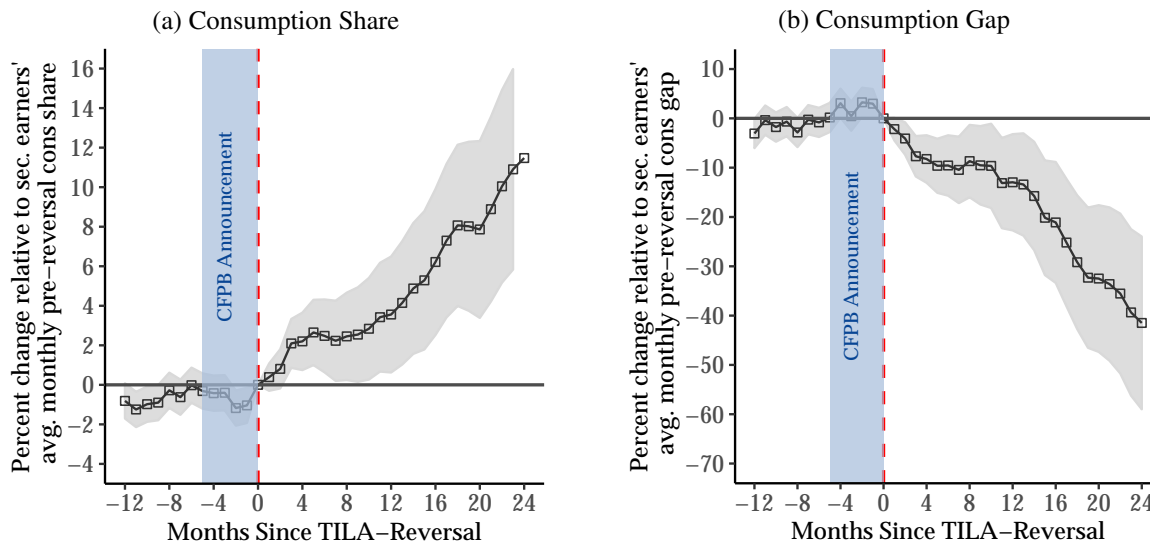 (a) Consumption Share
Percent change relative to sec. earners'
avg. monthly pre−reversal cons share
16
14
12
10
8
6
4
2
0
−2
−4
CFPB Announcement
−12 −8 −4 0 4 8 12 16 20 24
Months Since TILA−Reversal
(b) Consumption Gap
Percent change relative to sec. earners'
avg. monthly pre−reversal cons gap
10
0
−10
−20
−30
−40
−50
−60
−70
CFPB Announcement
−12 −8 −4 0 4 8 12 16 20 24
Months Since TILA−Reversal